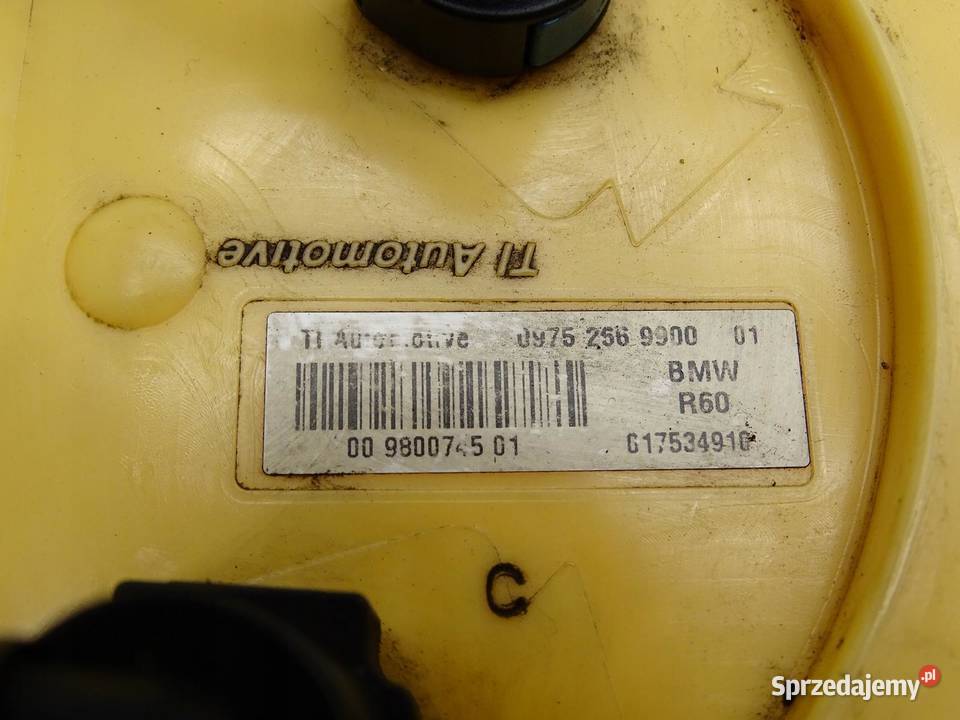 TI Automotive
TI Automotive 0975 256 9900 01
BMW
R60
00 9800745 01 617534910
C
Sprzedajemy.pl